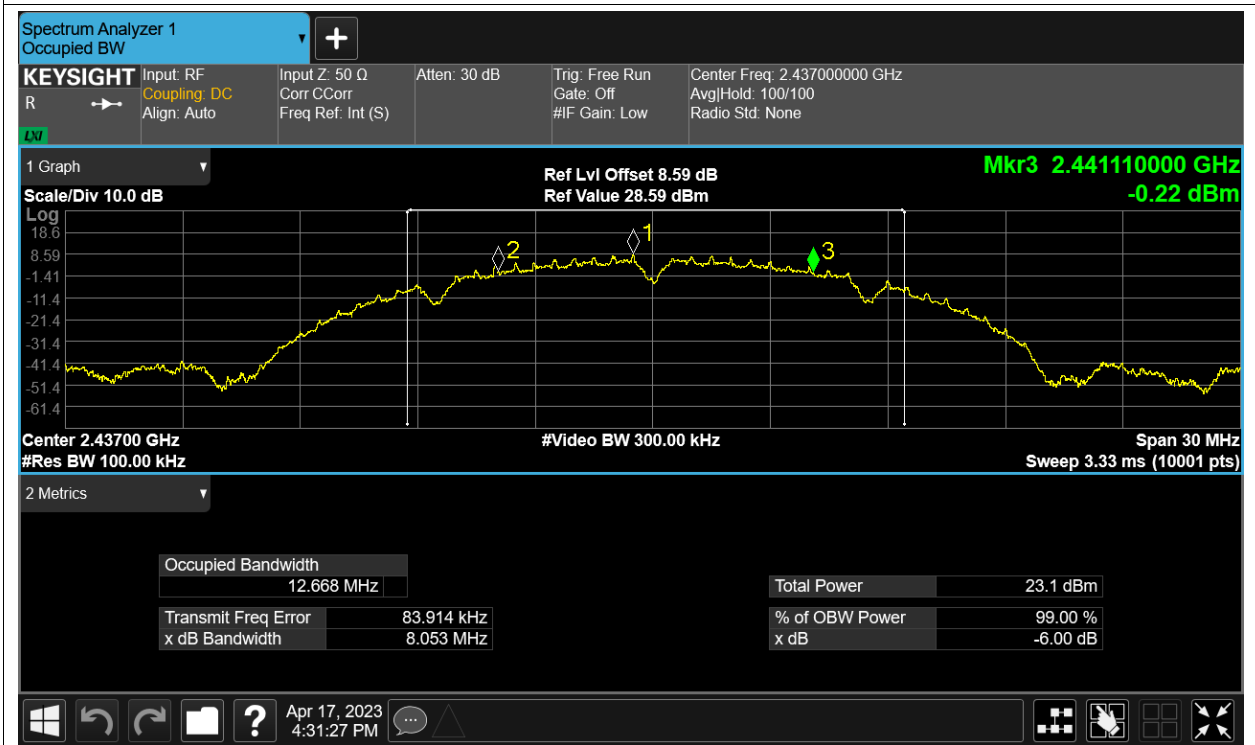 Spectrum Analyzer 1
Occupied BW
KEYSIGHT
R
LXI
Input: RF
Coupling: DC
Align: Auto
Input Z: 50 Ω
Corr CCorr
Freq Ref: Int (S)
Atten: 30 dB
Trig: Free Run
Gate: Off
#IF Gain: Low
Center Freq: 2.437000000 GHz
Avg|Hold: 100/100
Radio Std: None
1 Graph
Scale/Div 10.0 dB
Log
Ref Lvl Offset 8.59 dB
Ref Value 28.59 dBm
Mkr3 2.441110000 GHz
-0.22 dBm
18.6
8.59
-1.41
-11.4
-21.4
-31.4
-41.4
-51.4
-61.4
2
1
3
Center 2.43700 GHz
#Res BW 100.00 kHz
#Video BW 300.00 kHz
Span 30 MHz
Sweep 3.33 ms (10001 pts)
2 Metrics
Occupied Bandwidth
12.668 MHz
Transmit Freq Error 83.914 kHz
x dB Bandwidth 8.053 MHz
Total Power 23.1 dBm
% of OBW Power 99.00 %
x dB -6.00 dB
?
Apr 17, 2023
4:31:27 PM